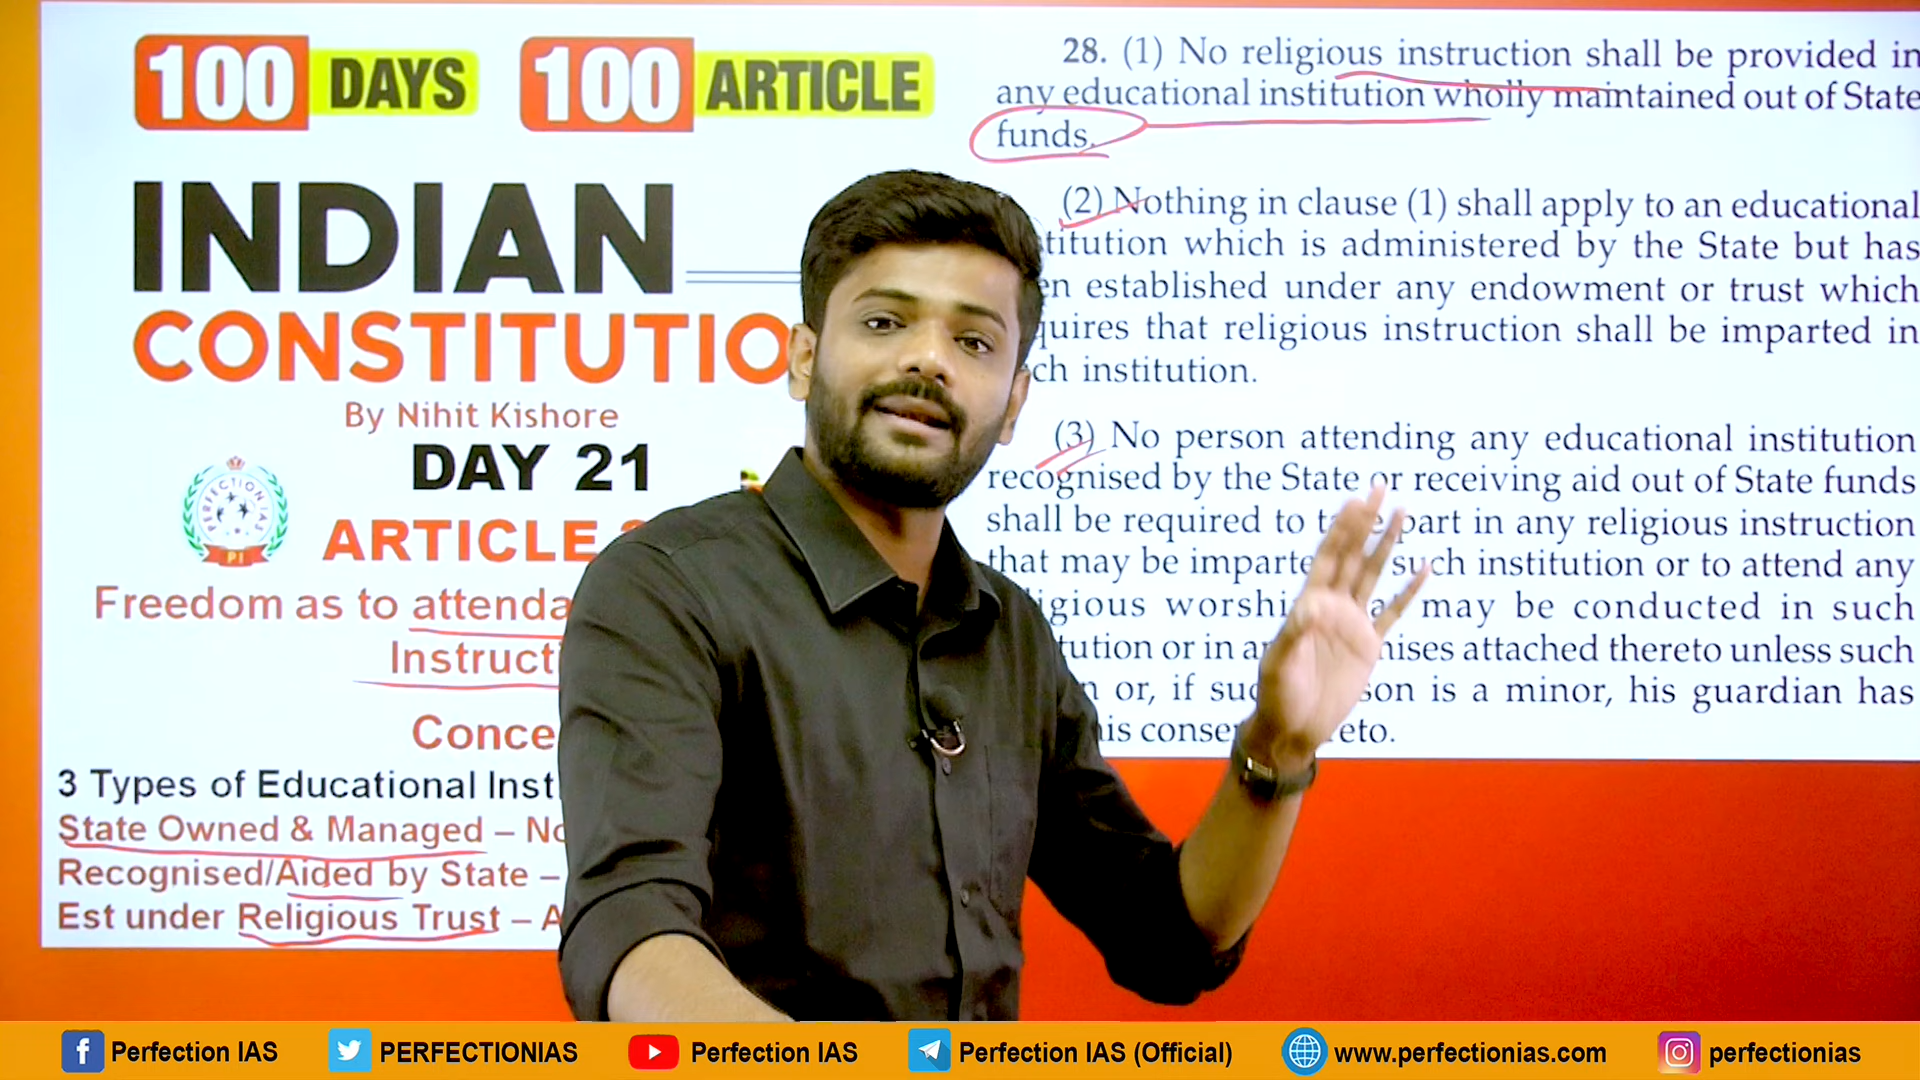 100 DAYS 100 ARTICLE
INDIAN
CONSTITUTIO
By Nihit Kishore
DAY 21
PERFECTION IAS
PI
ARTICLE
Freedom as to attenda
Instructi
Conce
3 Types of Educational Inst
State Owned & Managed – No
Recognised/Aided by State –
Est under Religious Trust – A
28. (1) No religious instruction shall be provided in
any educational institution wholly maintained out of State
funds.
(2) Nothing in clause (1) shall apply to an educational
titution which is administered by the State but has
en established under any endowment or trust which
quires that religious instruction shall be imparted in
ch institution.
(3) No person attending any educational institution
recognised by the State or receiving aid out of State funds
shall be required to take part in any religious instruction
that may be imparte such institution or to attend any
igious worshi may be conducted in such
tution or in a ises attached thereto unless such
n or, if suc son is a minor, his guardian has
is conse reto.
Perfection IAS
PERFECTIONIAS
Perfection IAS
Perfection IAS (Official)
www.perfectionias.com
perfectionias